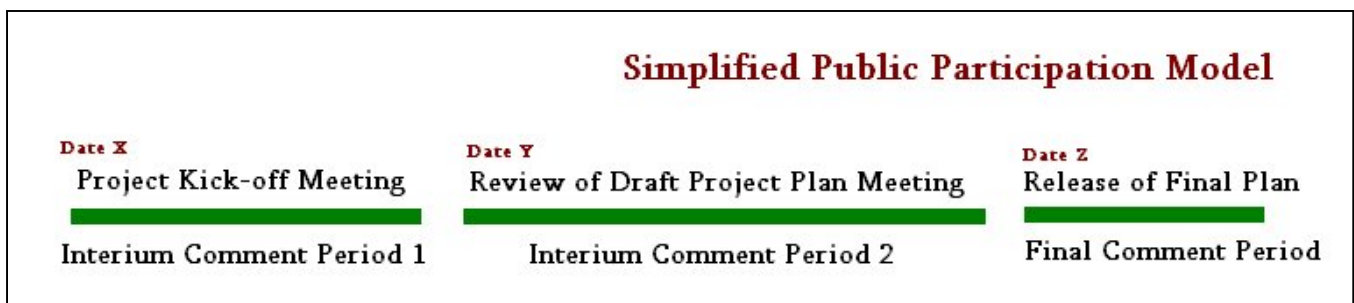 Simplified Public Participation Model
Date X
Project Kick-off Meeting
Interium Comment Period 1
Date Y
Review of Draft Project Plan Meeting
Interium Comment Period 2
Date Z
Release of Final Plan
Final Comment Period